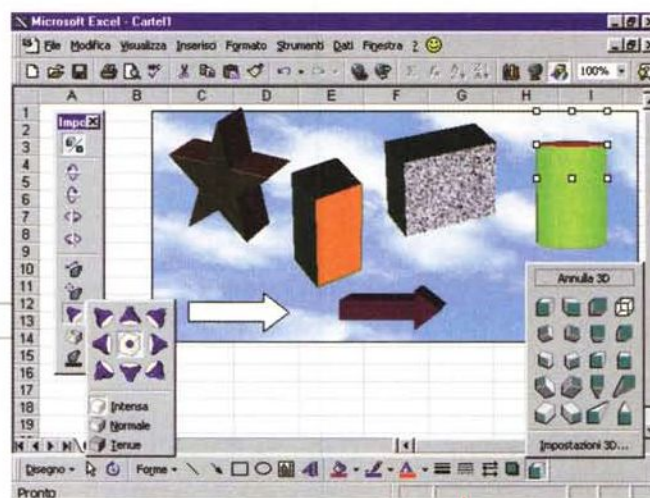 Microsoft Excel - Cartel1
File Modifica Visualizza Inserisci Formato Strumenti Dati Finestra ?
100%
A B C D E F G H I
1
Impo
2
3
4
5
6
7
8
9
10
11
Annulla 3D
12
13
14
15
16
17
Intensa
18
Normale
19
Tenue
Impostazioni 3D...
Disegno Forme
Pronto